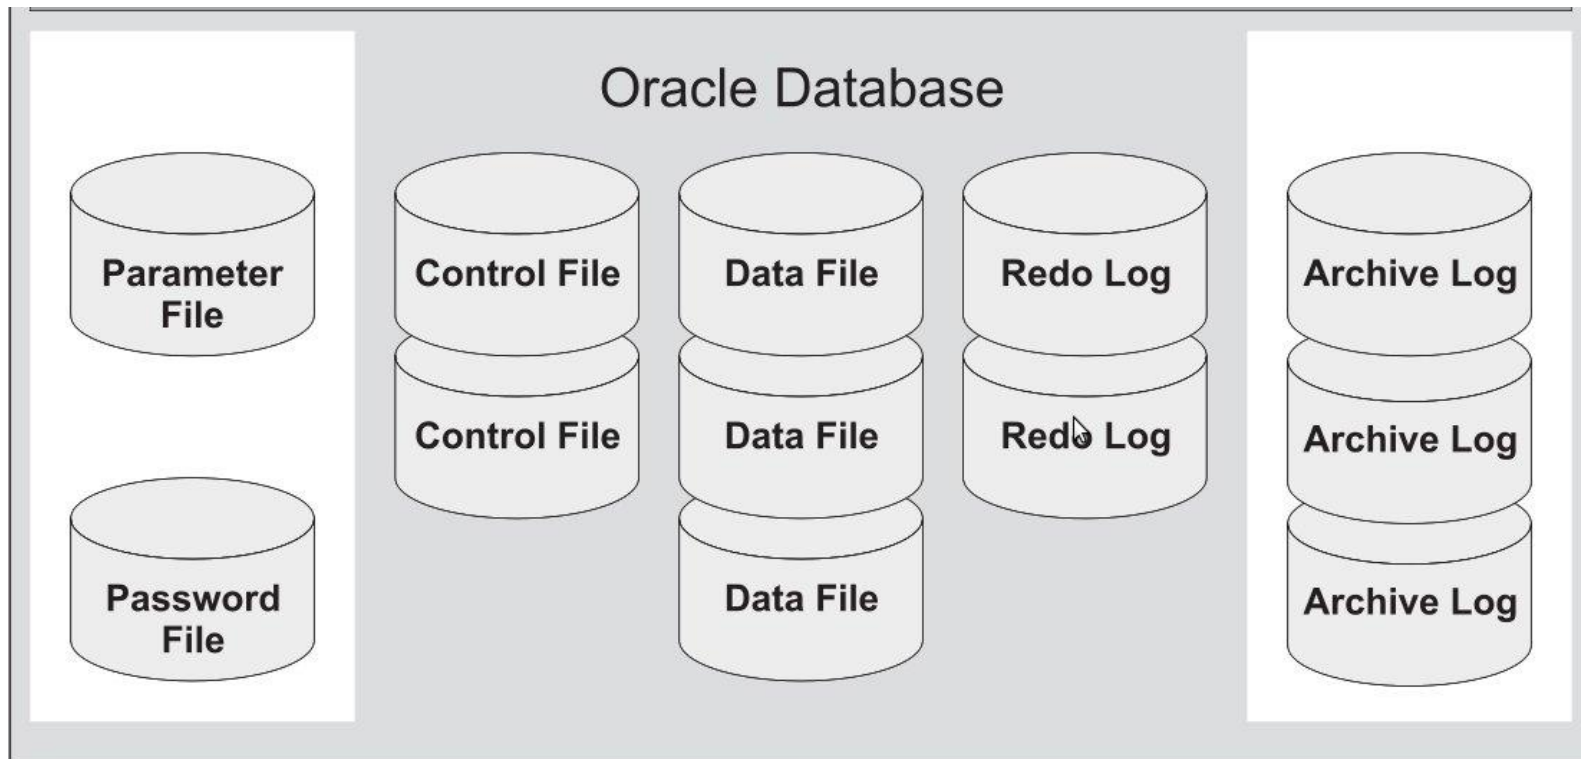 Oracle Database
Parameter
File
Control File
Data File
Redo Log
Archive Log
Control File
Data File
Redo Log
Archive Log
Password
File
Data File
Archive Log